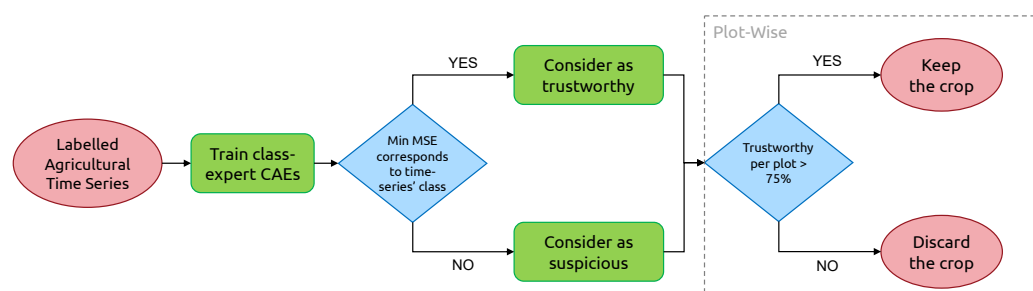 Plot-Wise
Labelled
Agricultural
Time Series
Train class-
expert CAEs
Min MSE
corresponds
to time-
series' class
YES
Consider as
trustworthy
NO
Consider as
suspicious
Trustworthy
per plot >
75%
YES
Keep
the crop
NO
Discard
the crop